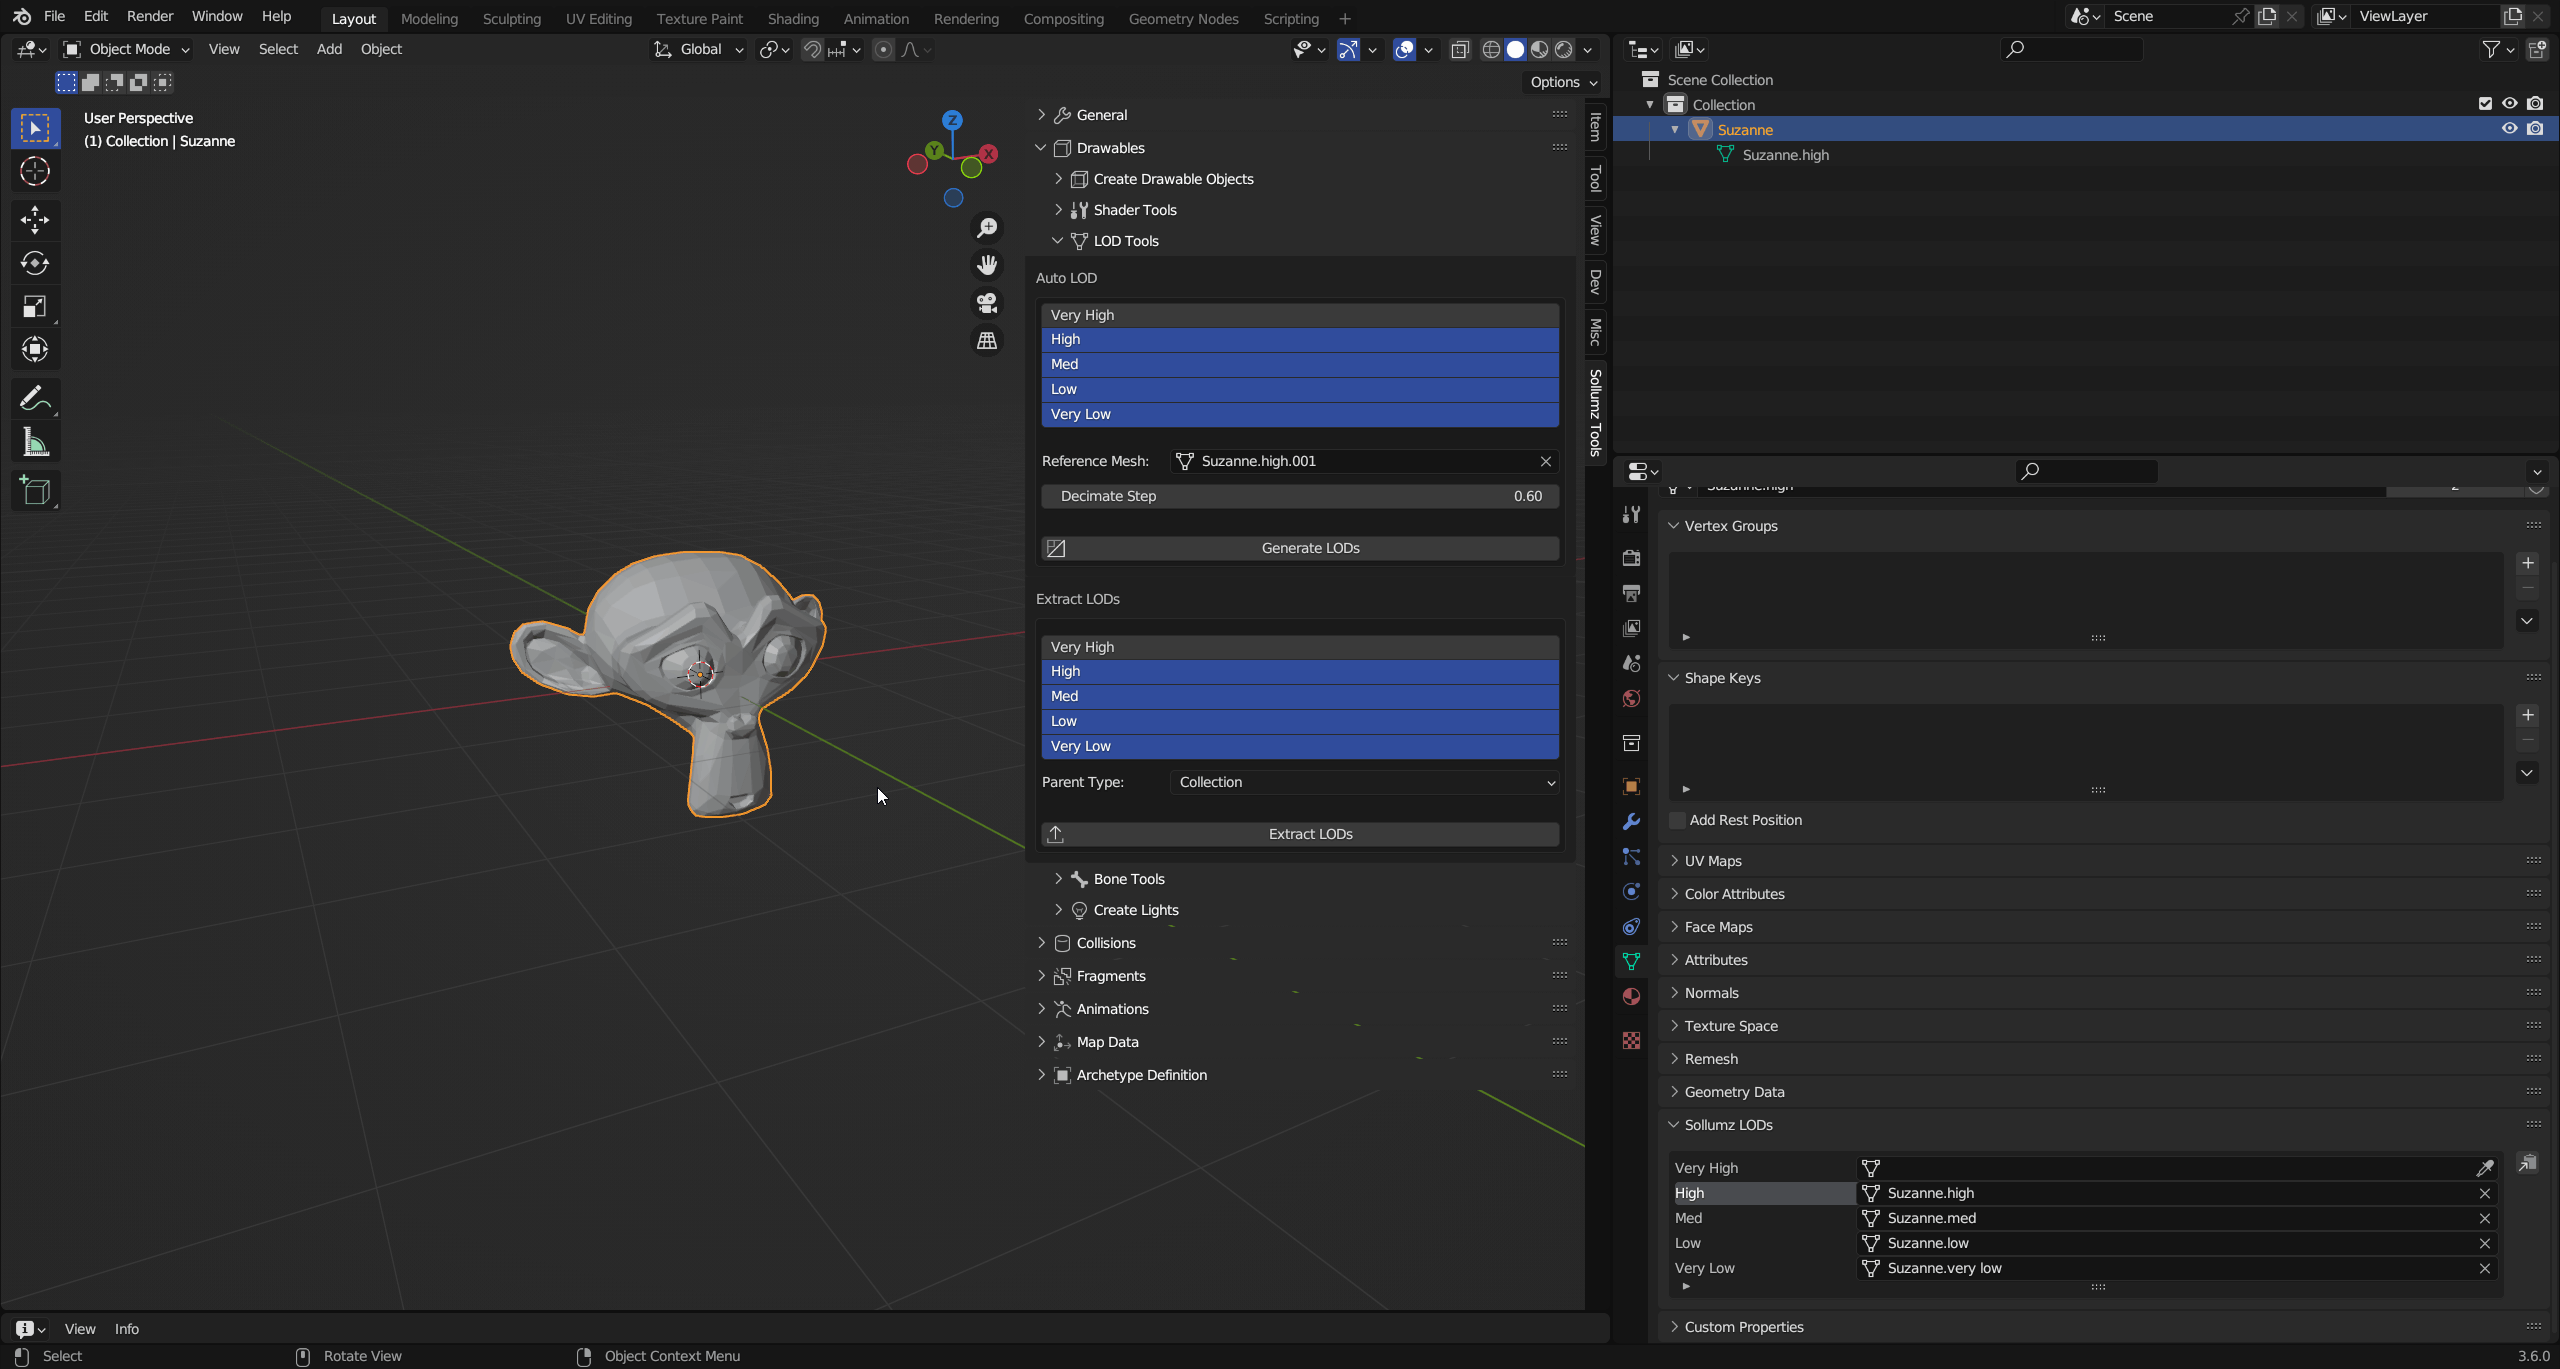 File Edit Render Window Help Layout Modeling Sculpting UV Editing Texture Paint Shading Animation Rendering Compositing Geometry Nodes Scripting + Scene ViewLayer
Object Mode View Select Add Object Global
Options
User Perspective
(1) Collection | Suzanne
Z
Y
X
General
Drawables
Create Drawable Objects
Shader Tools
LOD Tools
Auto LOD
Very High
High
Med
Low
Very Low
Reference Mesh: Suzanne.high.001
Decimate Step 0.60
Generate LODs
Extract LODs
Very High
High
Med
Low
Very Low
Parent Type: Collection
Extract LODs
Bone Tools
Create Lights
Collisions
Fragments
Animations
Map Data
Archetype Definition
Item
Tool
View
Dev
Misc
Sollumz Tools
Scene Collection
Collection
Suzanne
Suzanne.high
Suzanne.high 2
Vertex Groups
Shape Keys
Add Rest Position
UV Maps
Color Attributes
Face Maps
Attributes
Normals
Texture Space
Remesh
Geometry Data
Sollumz LODs
Very High
High Suzanne.high
Med Suzanne.med
Low Suzanne.low
Very Low Suzanne.very low
Custom Properties
View Info
Select Rotate View Object Context Menu 3.6.0